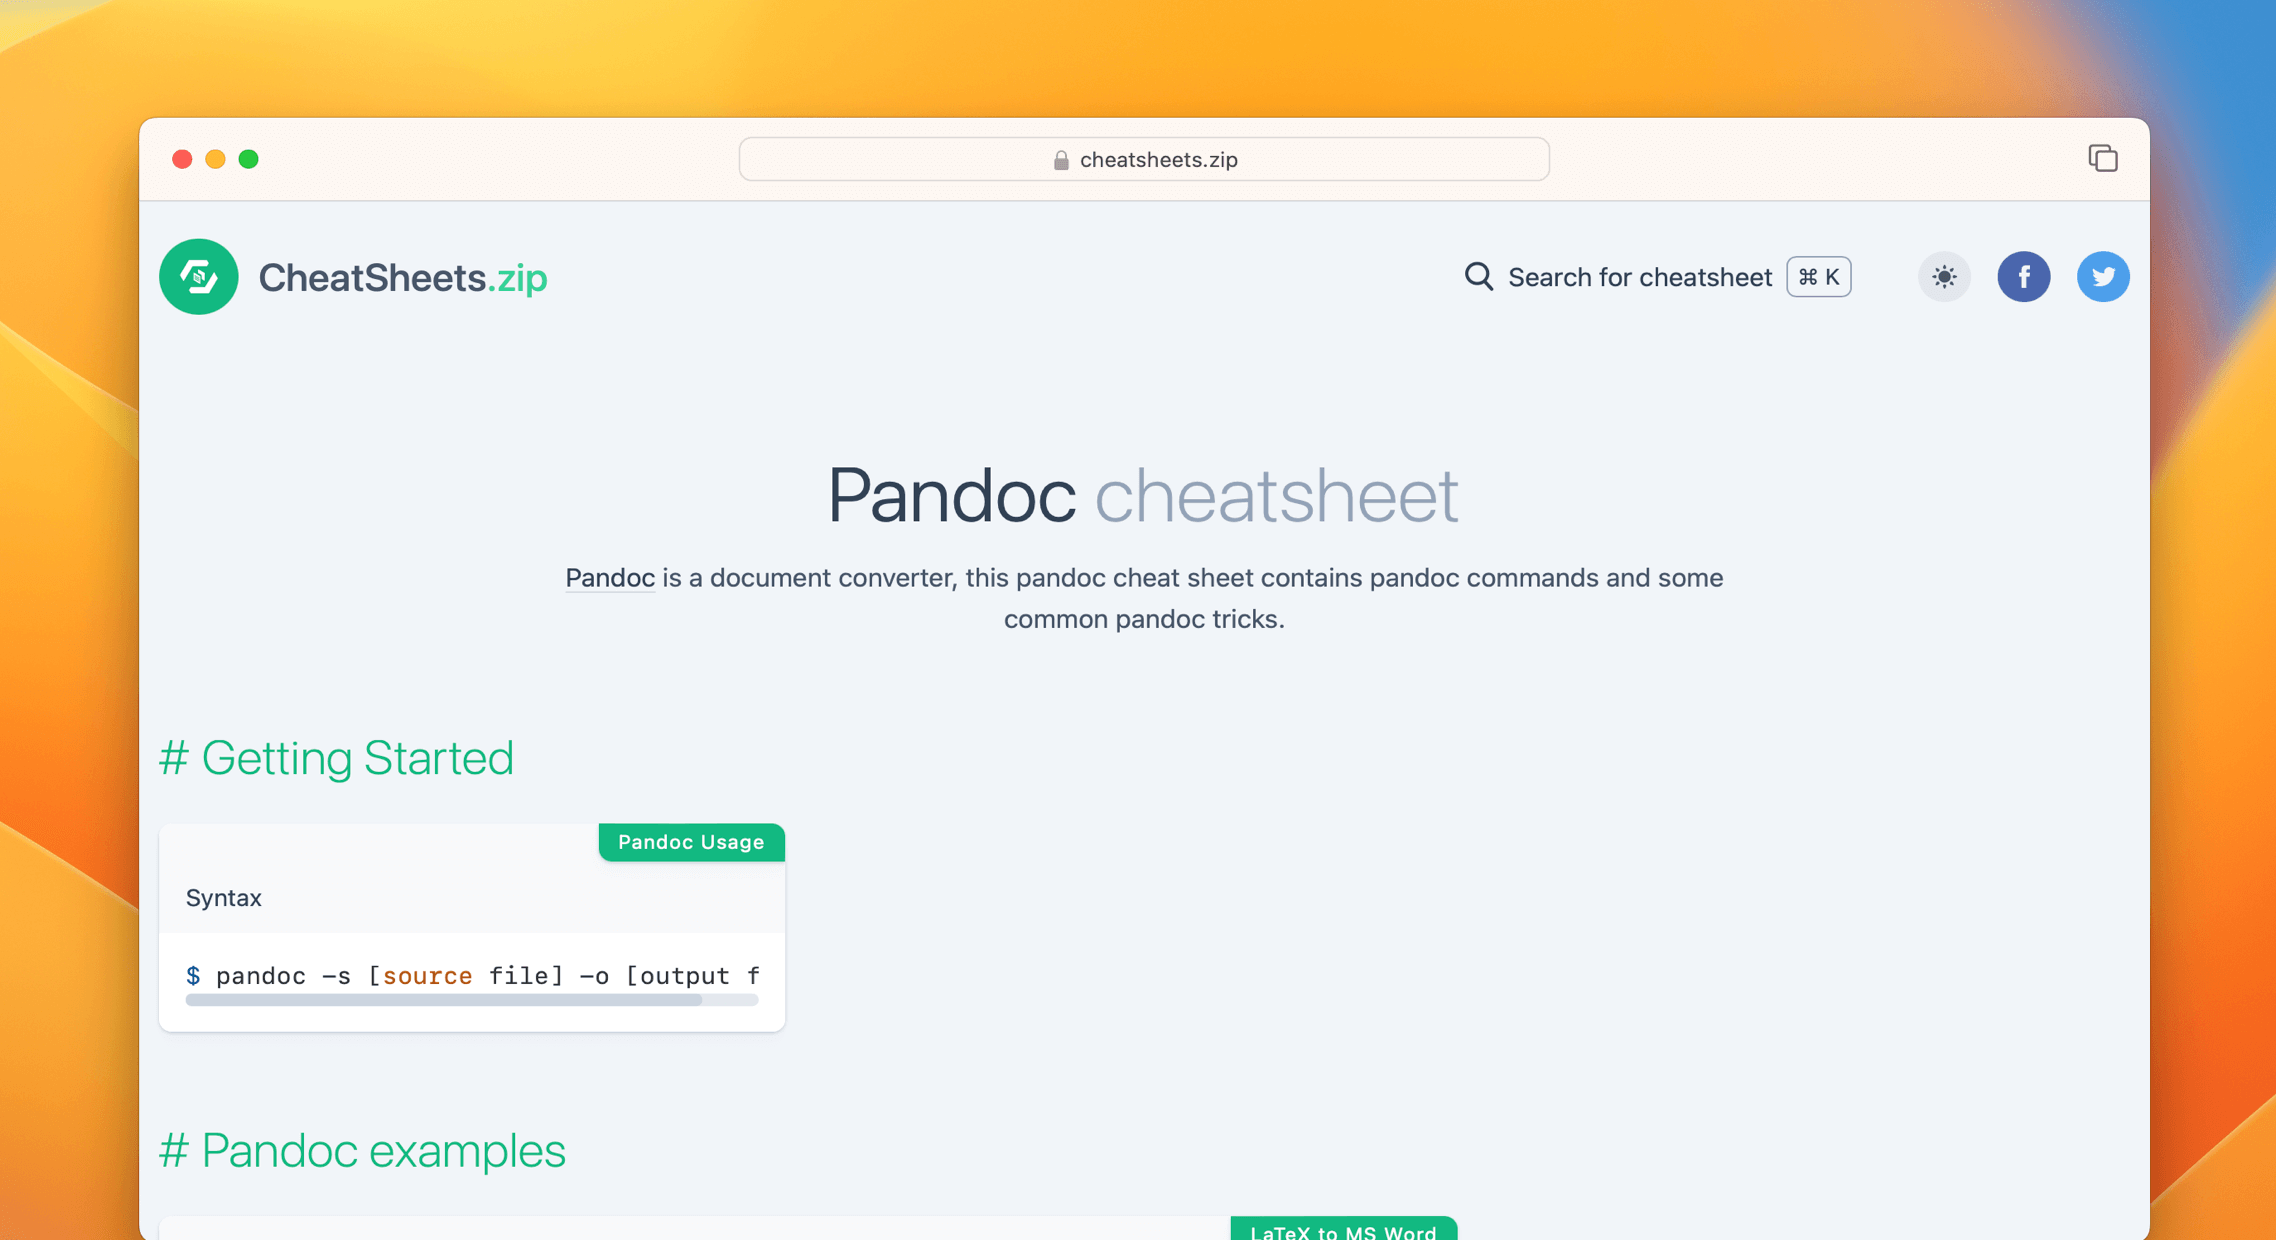 cheatsheets.zip
CheatSheets.zip
Search for cheatsheet ⌘ K
Pandoc cheatsheet
Pandoc is a document converter, this pandoc cheat sheet contains pandoc commands and some
common pandoc tricks.
# Getting Started
Pandoc Usage
Syntax
$ pandoc -s [source file] -o [output f
# Pandoc examples
LaTeX to MS Word